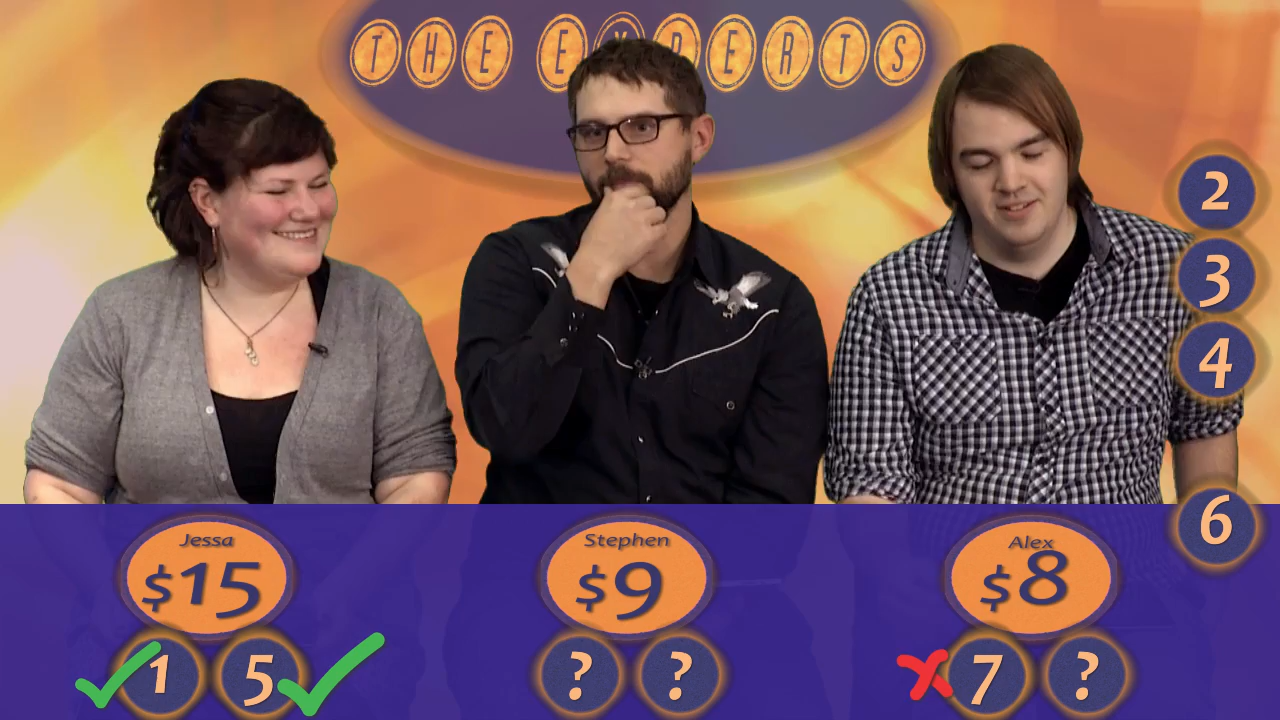 THE EXPERTS
2
3
4
6
Jessa
$15
1 5
Stephen
$9
? ?
Alex
$8
7 ?